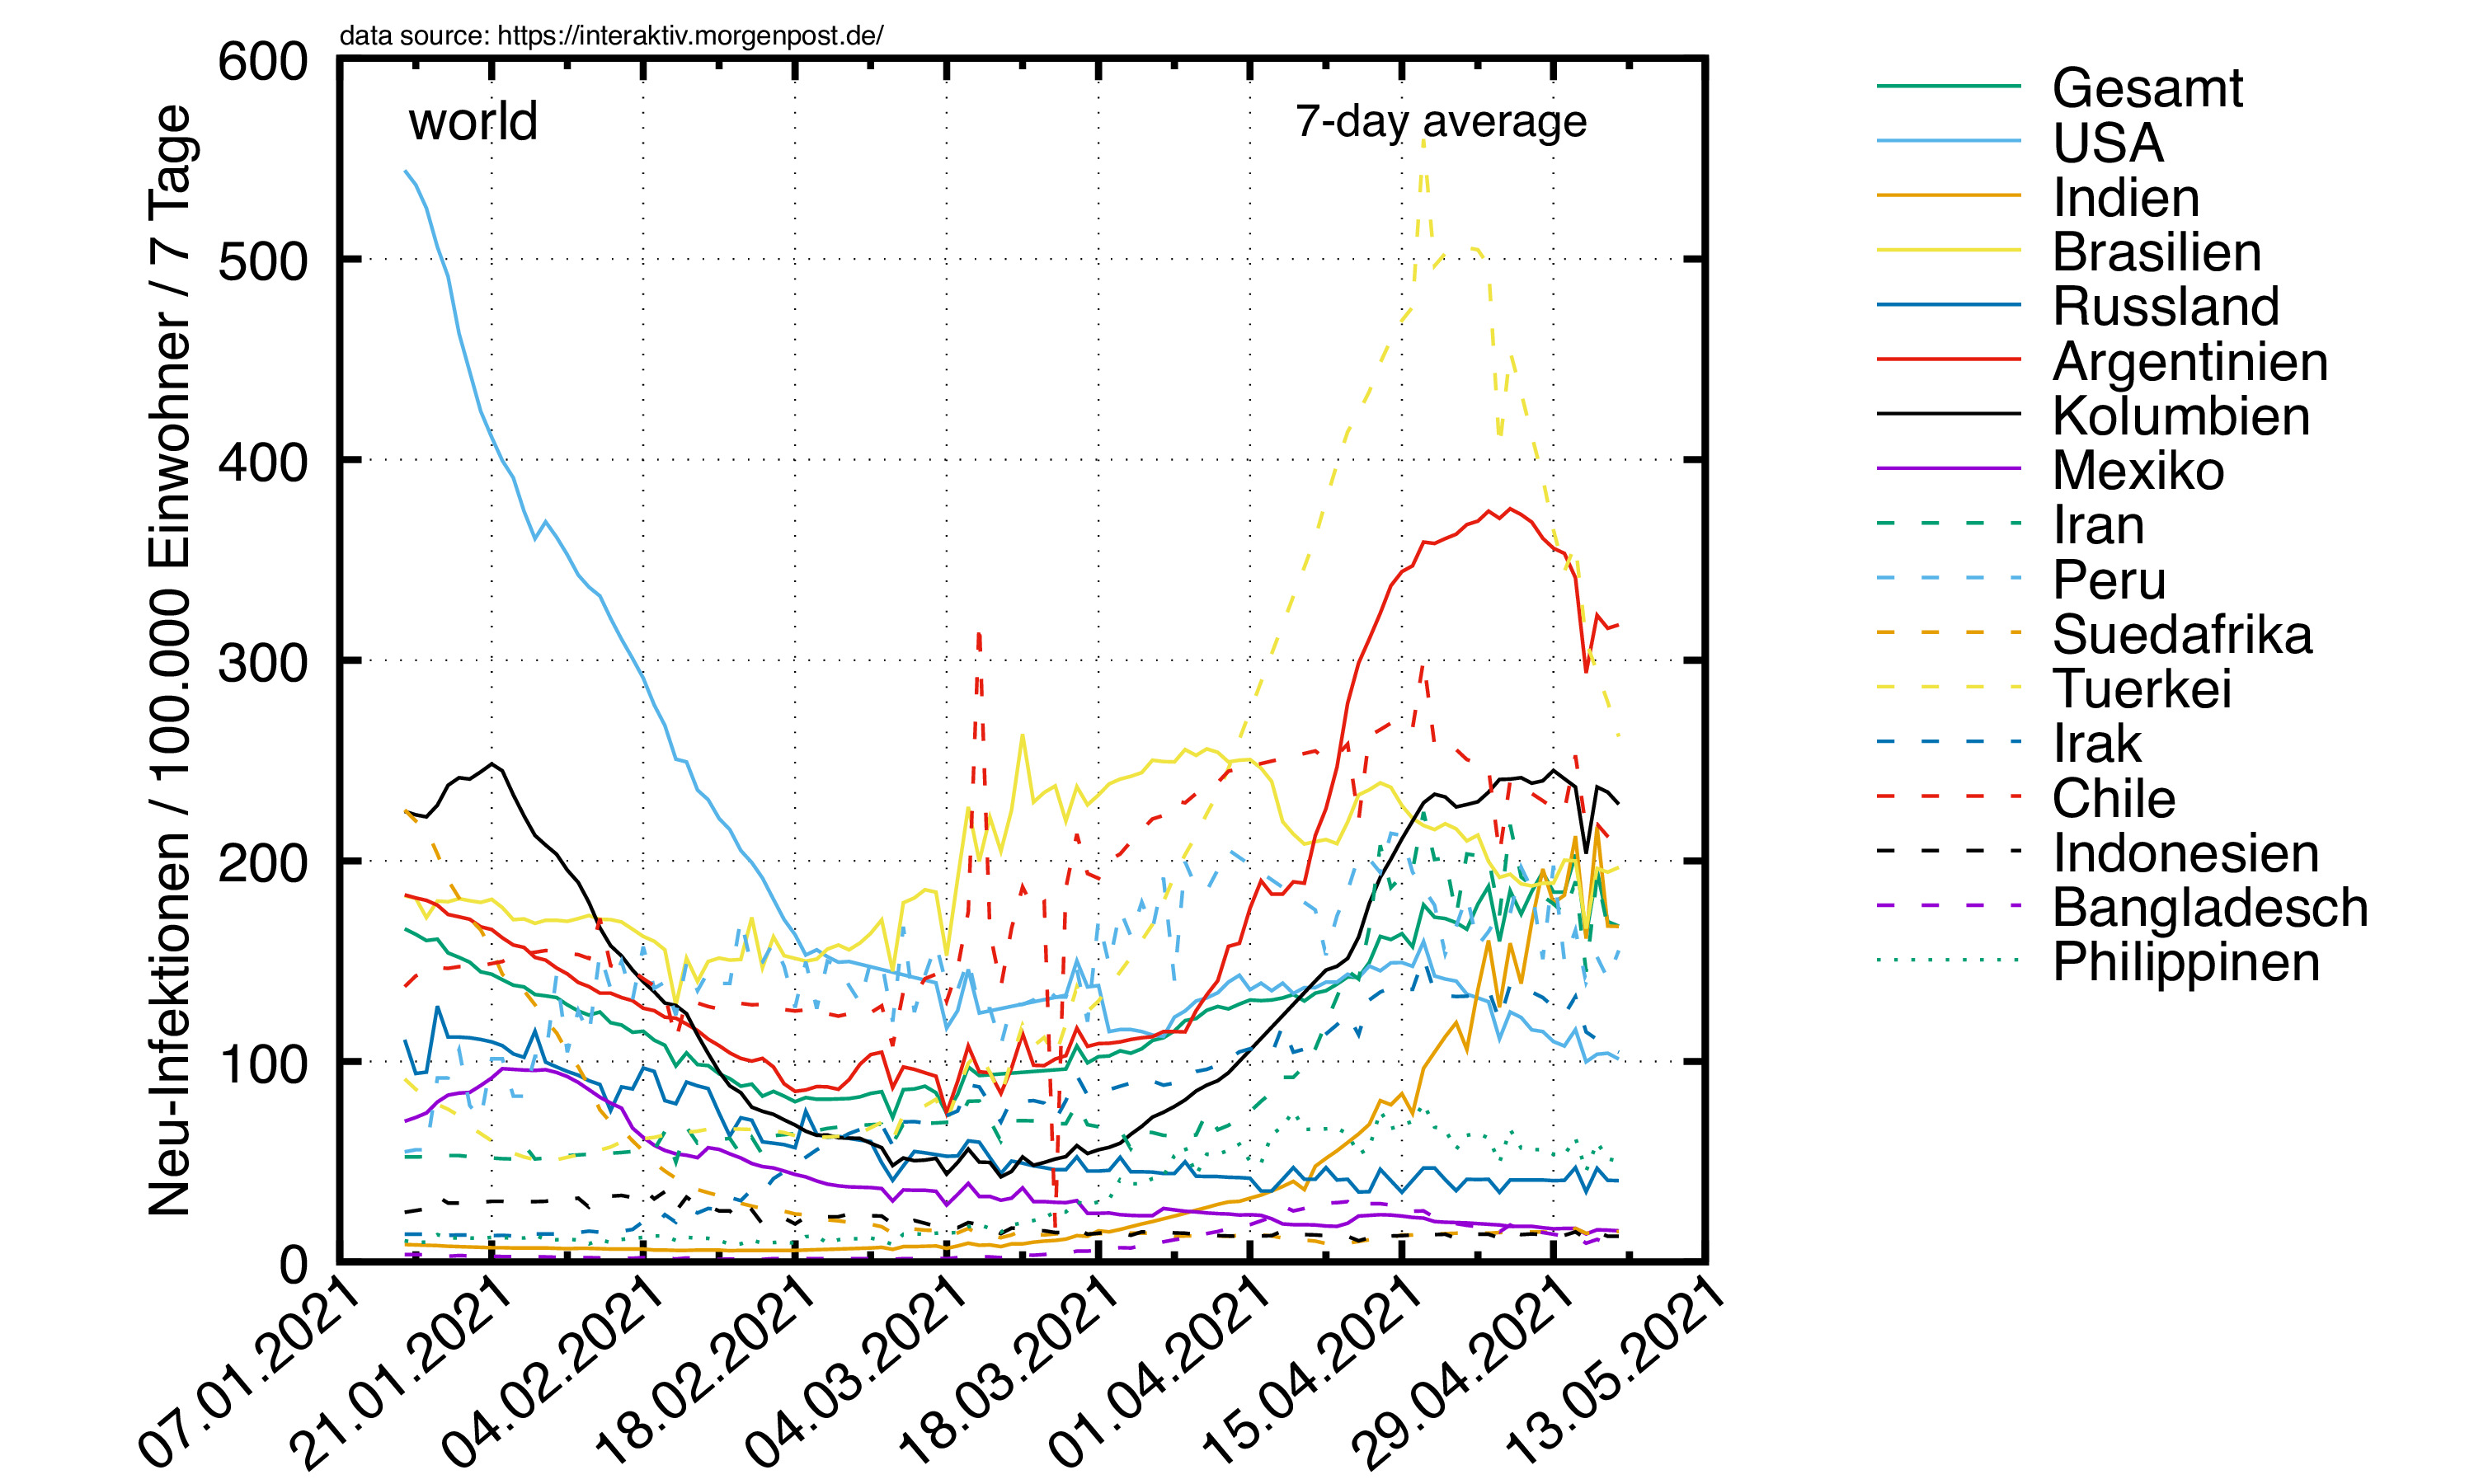 data source: https://interaktiv.morgenpost.de/
world
7-day average
Neu-Infektionen / 100.000 Einwohner / 7 Tage
600
500
400
300
200
100
0
07.01.2021
21.01.2021
04.02.2021
18.02.2021
04.03.2021
18.03.2021
01.04.2021
15.04.2021
29.04.2021
13.05.2021
Gesamt
USA
Indien
Brasilien
Russland
Argentinien
Kolumbien
Mexiko
Iran
Peru
Suedafrika
Tuerkei
Irak
Chile
Indonesien
Bangladesch
Philippinen